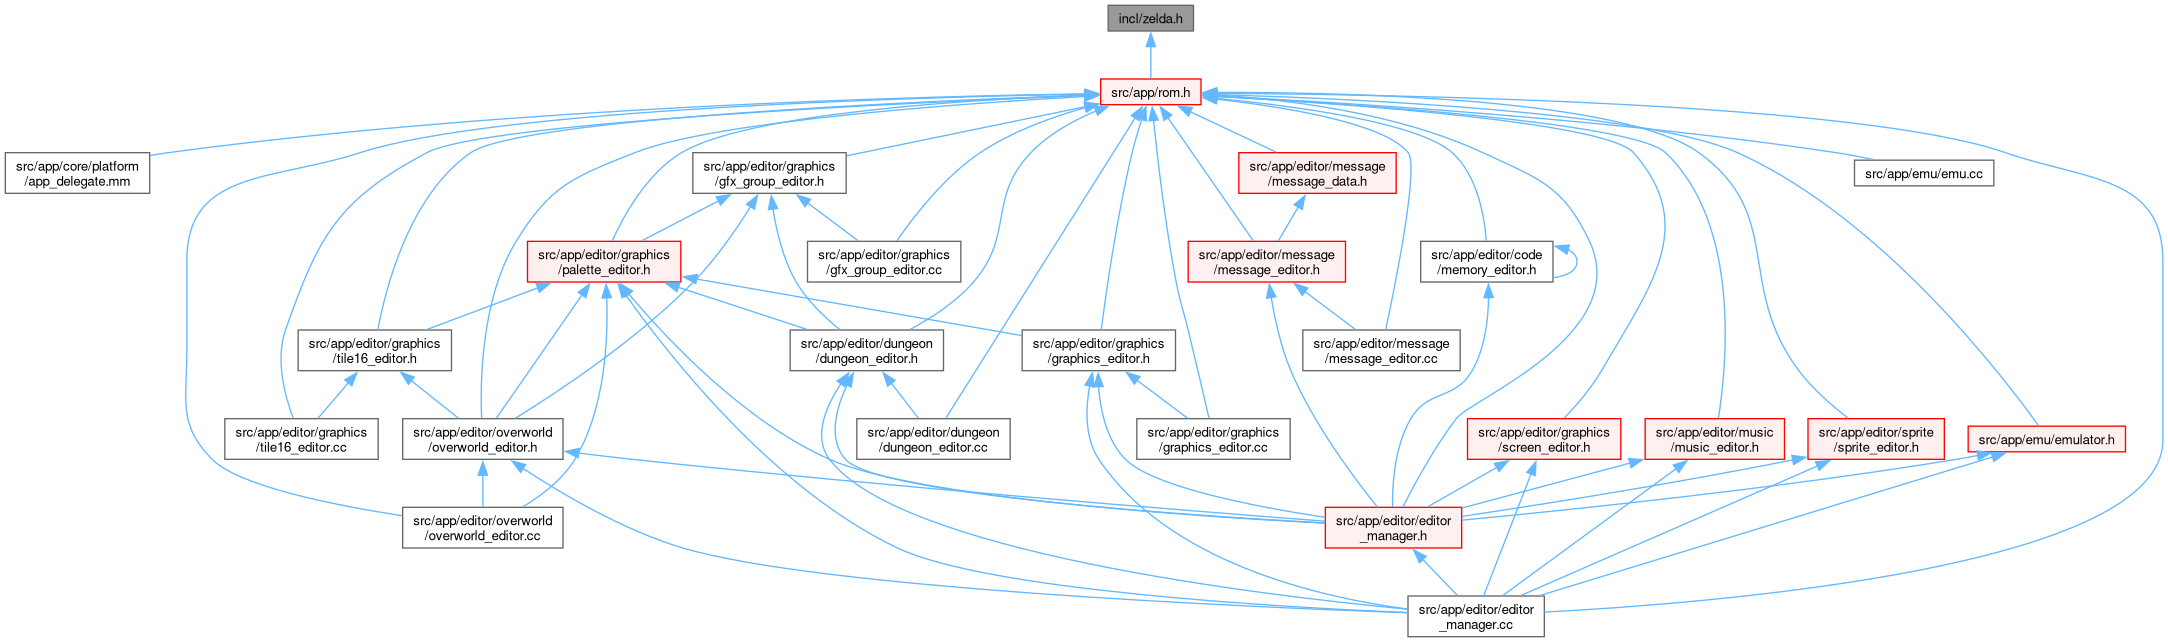 incl/zelda.h
src/app/rom.h
src/app/core/platform
/app_delegate.mm
src/app/editor/graphics
/gfx_group_editor.h
src/app/editor/message
/message_data.h
src/app/emu/emu.cc
src/app/editor/graphics
/palette_editor.h
src/app/editor/graphics
/gfx_group_editor.cc
src/app/editor/message
/message_editor.h
src/app/editor/code
/memory_editor.h
src/app/editor/graphics
/tile16_editor.h
src/app/editor/dungeon
/dungeon_editor.h
src/app/editor/graphics
/graphics_editor.h
src/app/editor/message
/message_editor.cc
src/app/editor/graphics
/tile16_editor.cc
src/app/editor/overworld
/overworld_editor.h
src/app/editor/dungeon
/dungeon_editor.cc
src/app/editor/graphics
/graphics_editor.cc
src/app/editor/graphics
/screen_editor.h
src/app/editor/music
/music_editor.h
src/app/editor/sprite
/sprite_editor.h
src/app/emu/emulator.h
src/app/editor/overworld
/overworld_editor.cc
src/app/editor/editor
_manager.h
src/app/editor/editor
_manager.cc